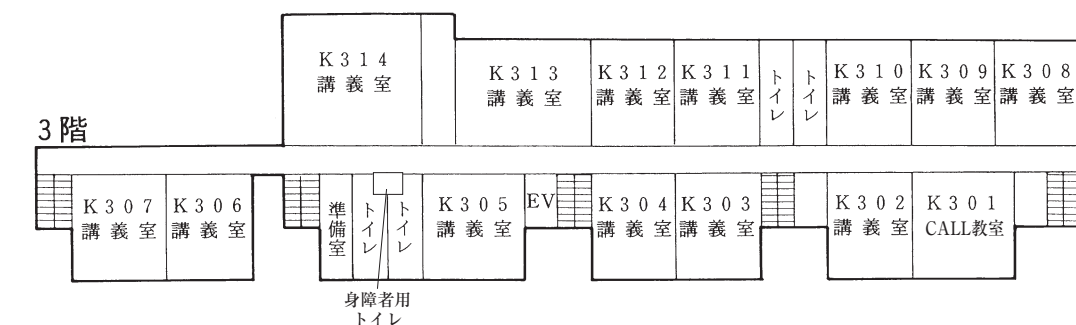 K314
講義室
K313
講義室
K312
講義室
K311
講義室
トイレ
トイレ
K310
講義室
K309
講義室
K308
講義室
3階
K307
講義室
K306
講義室
準備室
トイレ
トイレ
K305
講義室
EV
K304
講義室
K303
講義室
K302
講義室
K301
CALL教室
身障者用
トイレ